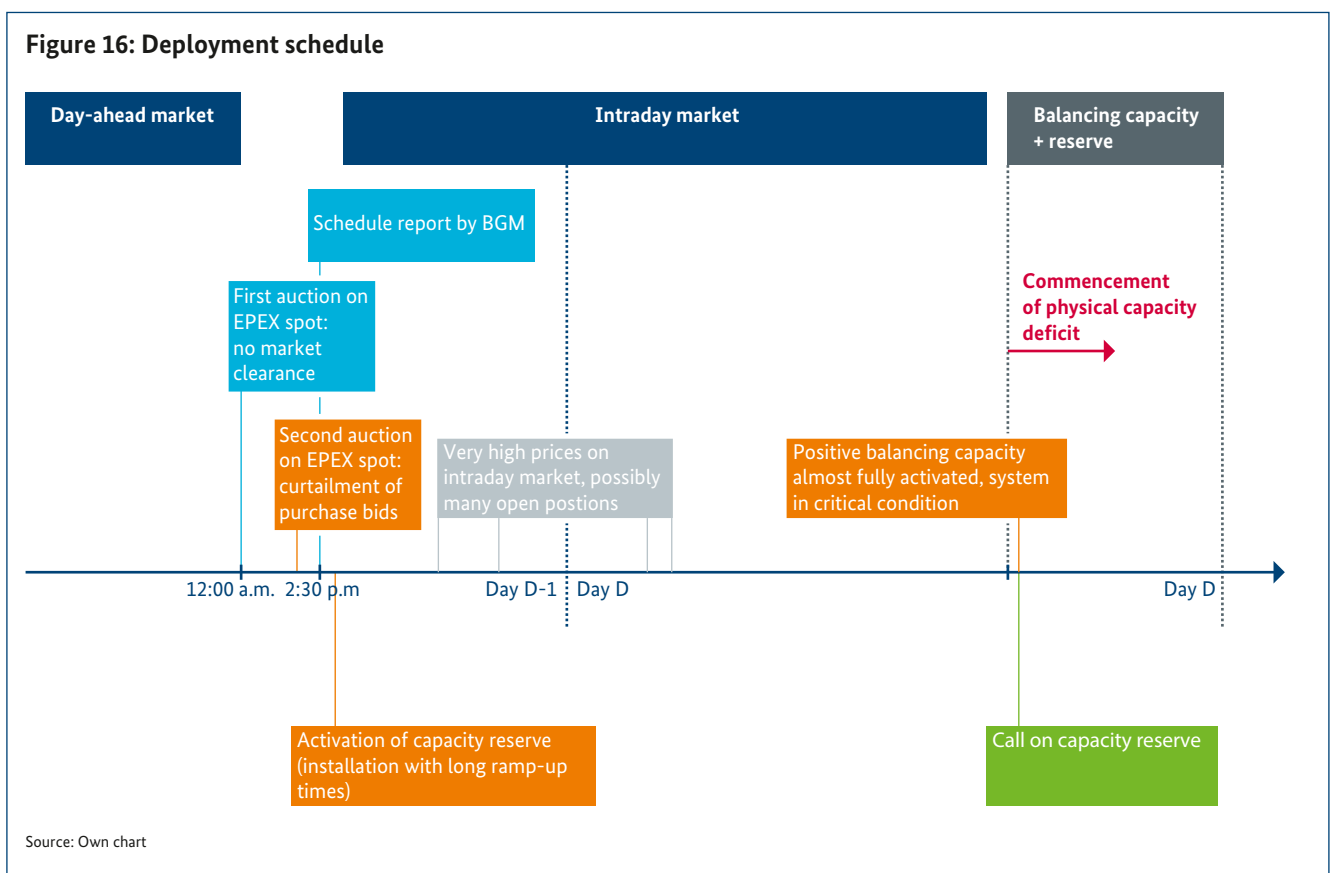 Figure 16: Deployment schedule
Day-ahead market
Intraday market
Balancing capacity
+ reserve
Schedule report by BGM
First auction on
EPEX spot:
no market
clearance
Commencement
of physical capacity
deficit
Second auction
on EPEX spot:
curtailment of
purchase bids
Very high prices on
intraday market, possibly
many open postions
Positive balancing capacity
almost fully activated, system
in critical condition
12:00 a.m.
2:30 p.m
Day D-1
Day D
Day D
Activation of capacity reserve
(installation with long ramp-up
times)
Call on capacity reserve
Source: Own chart